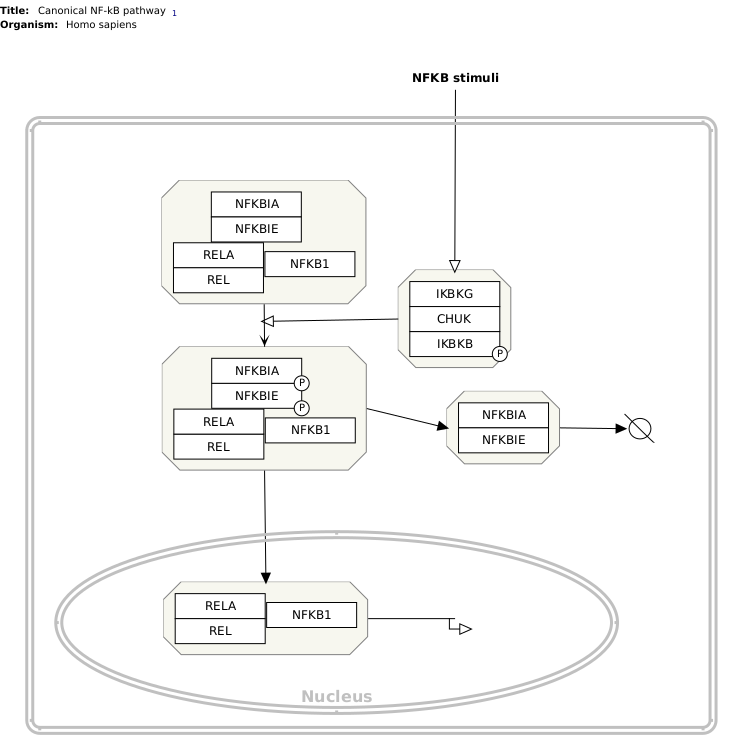 Title: Canonical NF-kB pathway 1
Organism: Homo sapiens
NFKB stimuli
NFKBIA
NFKBIE
RELA
NFKB1
REL
IKBKG
CHUK
IKBKB
P
NFKBIA
P
NFKBIE
P
RELA
NFKB1
REL
NFKBIA
NFKBIE
RELA
NFKB1
REL
Nucleus